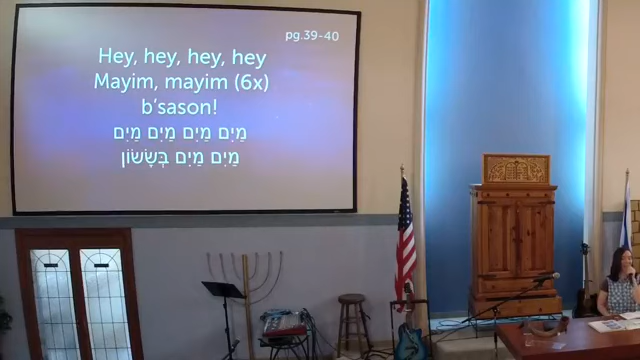 pg.39-40
Hey, hey, hey, hey
Mayim, mayim (6x)
b'sason!
מַיִם מַיִם מַיִם מַיִם
מַיִם מַיִם בְּשָׂשׂוֹן